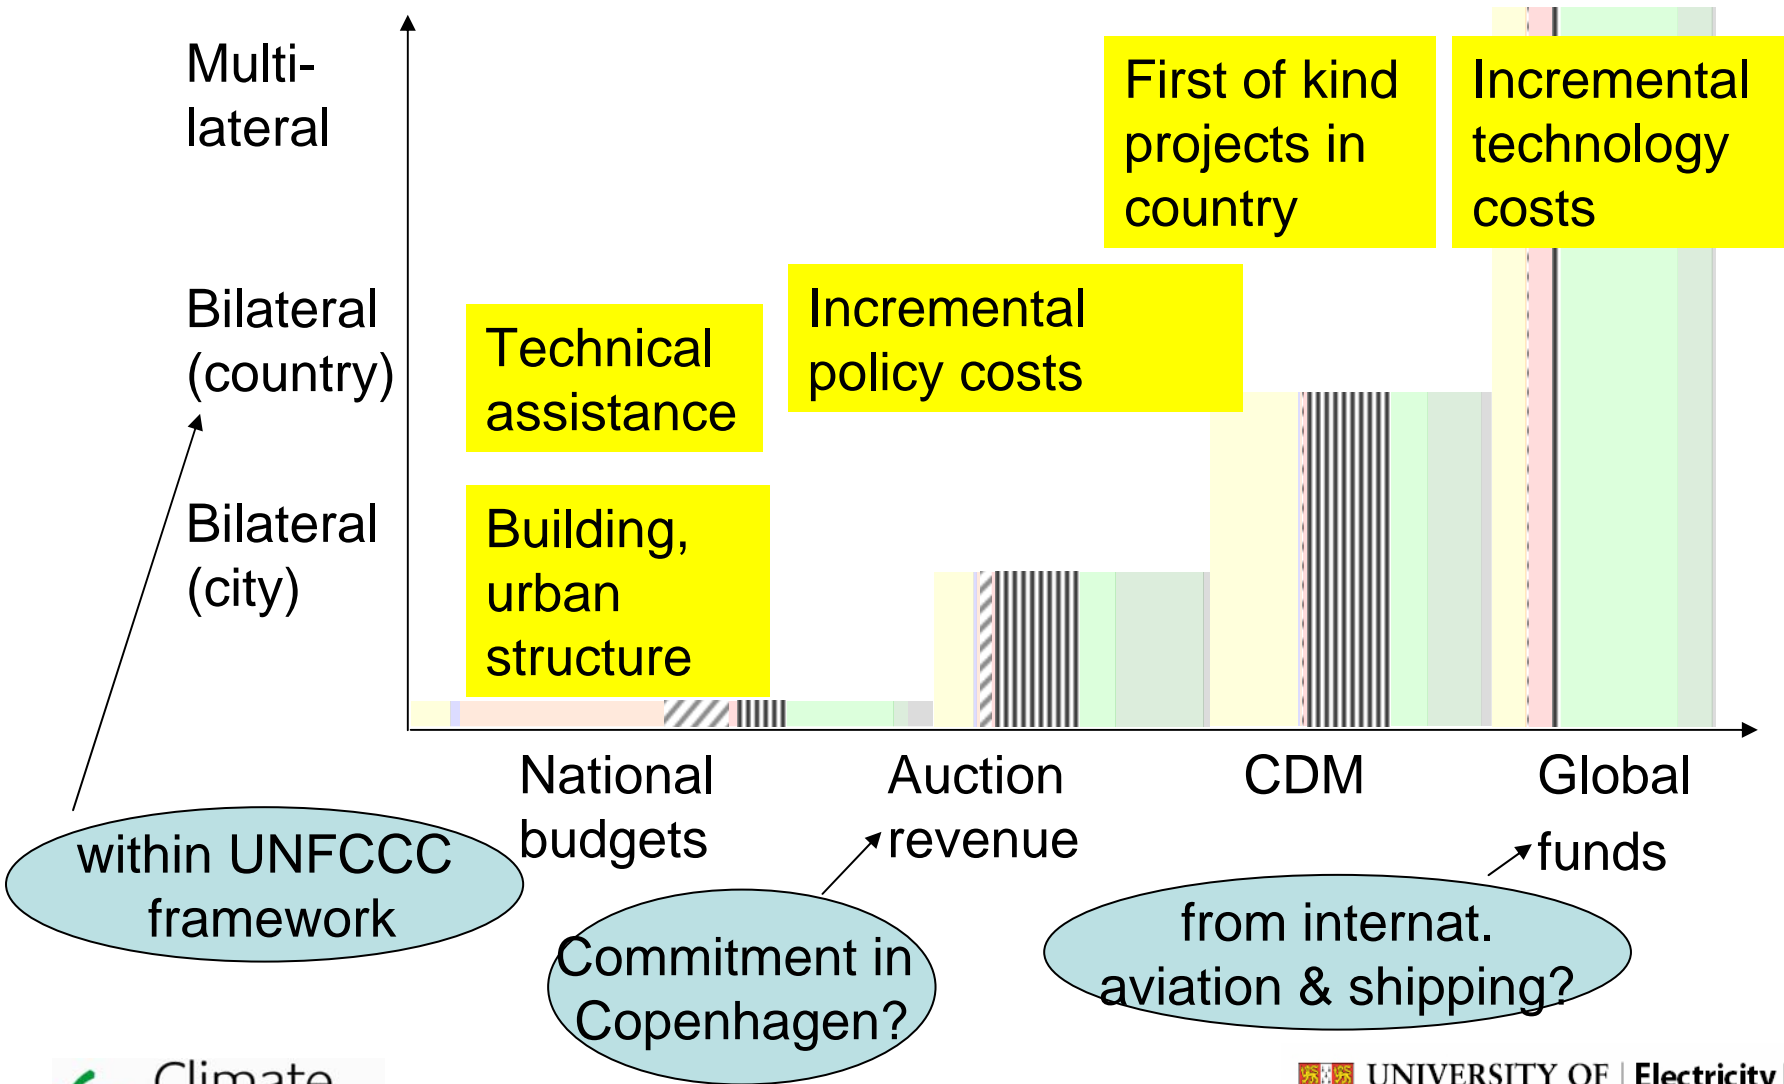 Multi-
lateral
First of kind
projects in
country
Incremental
technology
costs
Bilateral
(country)
Technical
assistance
Incremental
policy costs
Bilateral
(city)
Building,
urban
structure
National
budgets
Auction
revenue
CDM
Global
funds
within UNFCCC
framework
Commitment in
Copenhagen?
from internat.
aviation & shipping?
Climate
UNIVERSITY OF | Electricity